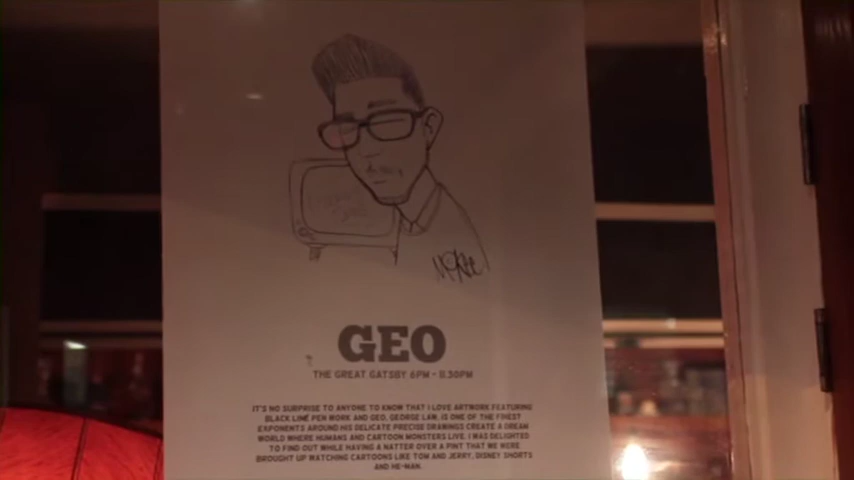 McKee
GEO
THE GREAT GATSBY 6PM - 11.30PM
IT'S NO SURPRISE TO ANYONE TO KNOW THAT I LOVE ARTWORK FEATURING
BLACK LINE PEN WORK AND GEO, GEORGE LAW, IS ONE OF THE FINEST
EXPONENTS AROUND HIS DELICATE PRECISE DRAWINGS CREATE A DREAM
WORLD WHERE HUMANS AND CARTOON MONSTERS LIVE. I WAS DELIGHTED
TO FIND OUT WHILE HAVING A NATTER OVER A PINT THAT WE WERE
BROUGHT UP WATCHING CARTOONS LIKE TOM AND JERRY, DISNEY SHORTS
AND HE-MAN.